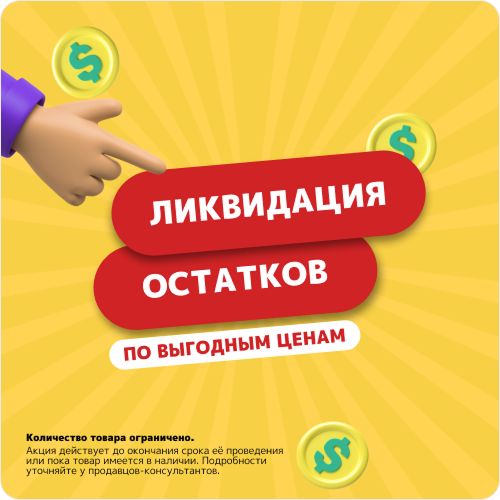 $
$
ЛИКВИДАЦИЯ
ОСТАТКОВ
ПО ВЫГОДНЫМ ЦЕНАМ
Количество товара ограничено.
Акция действует до окончания срока её проведения
или пока товар имеется в наличии. Подробности
уточняйте у продавцов-консультантов.
$